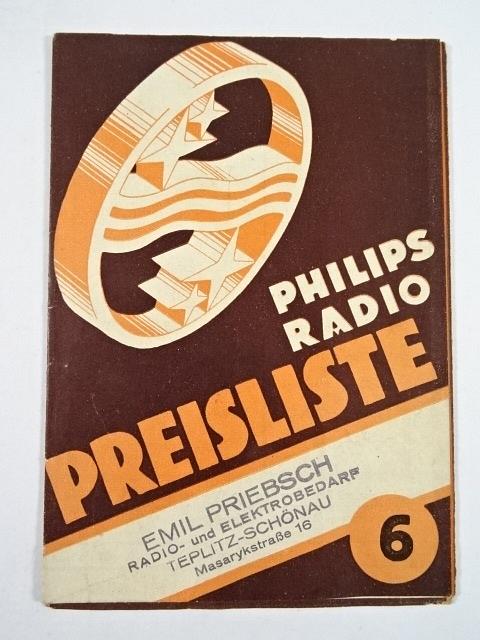 PHILIPS
RADIO
PREISLISTE
EMIL PRIEBSCH
RADIO- und ELEKTROBEDARF
TEPLITZ-SCHÖNAU
Masarykstraße 16
6